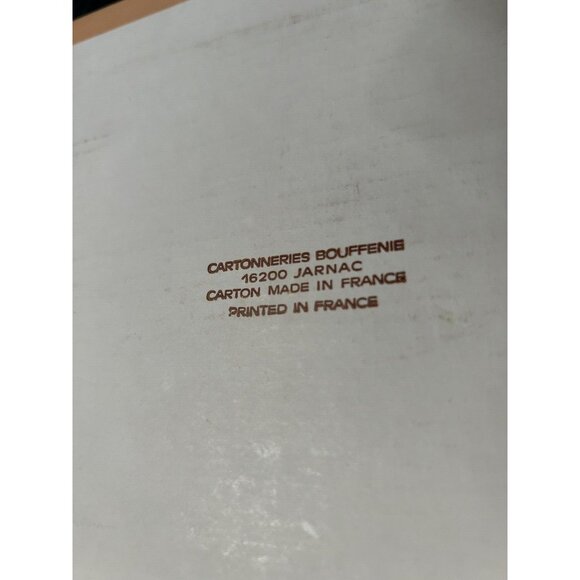 CARTONNERIES BOUFFENIE
16200 JARNAC
CARTON MADE IN FRANCE
PRINTED IN FRANCE